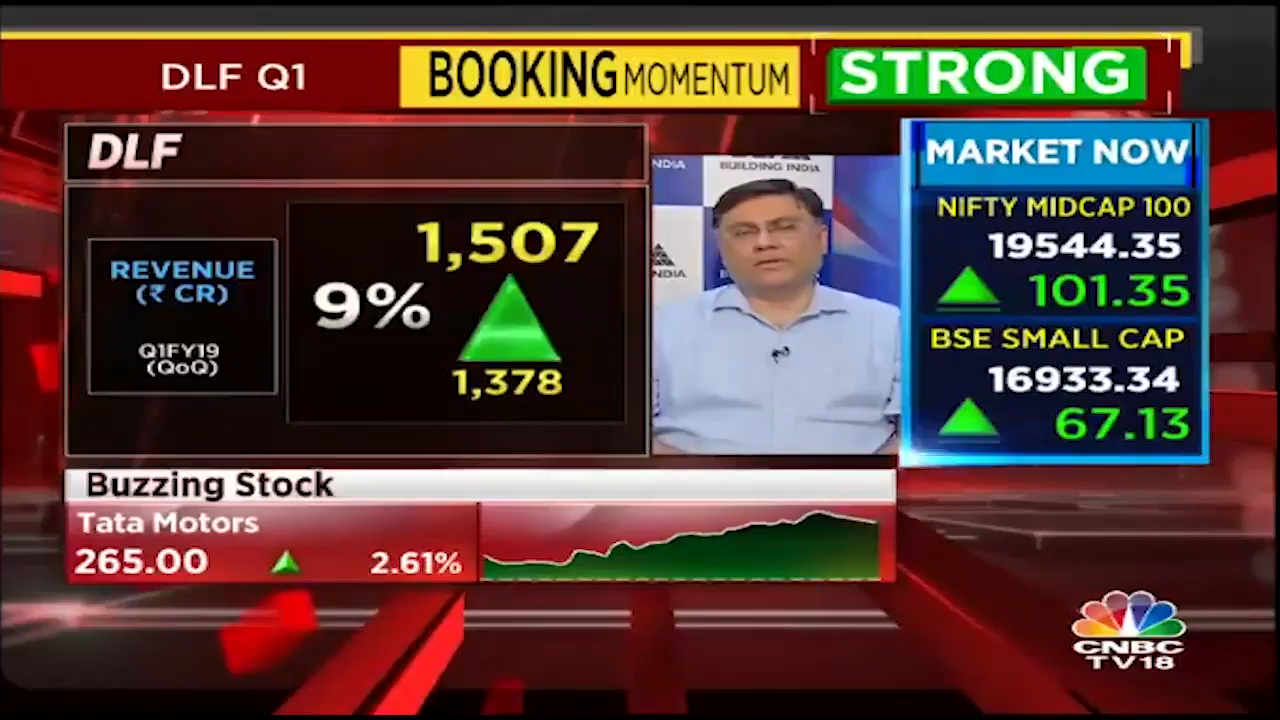 DLF Q1
BOOKING MOMENTUM
STRONG
DLF
REVENUE
(₹ CR)
Q1FY19
(QoQ)
9%
1,507
1,378
NDIA
BUILDING INDIA
NDIA
MARKET NOW
NIFTY MIDCAP 100
19544.35
101.35
BSE SMALL CAP
16933.34
67.13
Buzzing Stock
Tata Motors
265.00
2.61%
CNBC
TV18